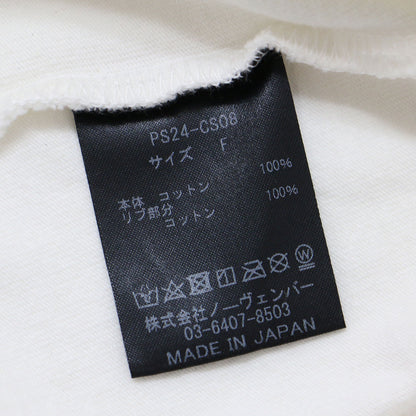 PS24-CS08
サイズ F
本体 コットン 100%
リブ部分
コットン 100%
W
株式会社ノーヴェンバー
03-6407-8503
MADE IN JAPAN